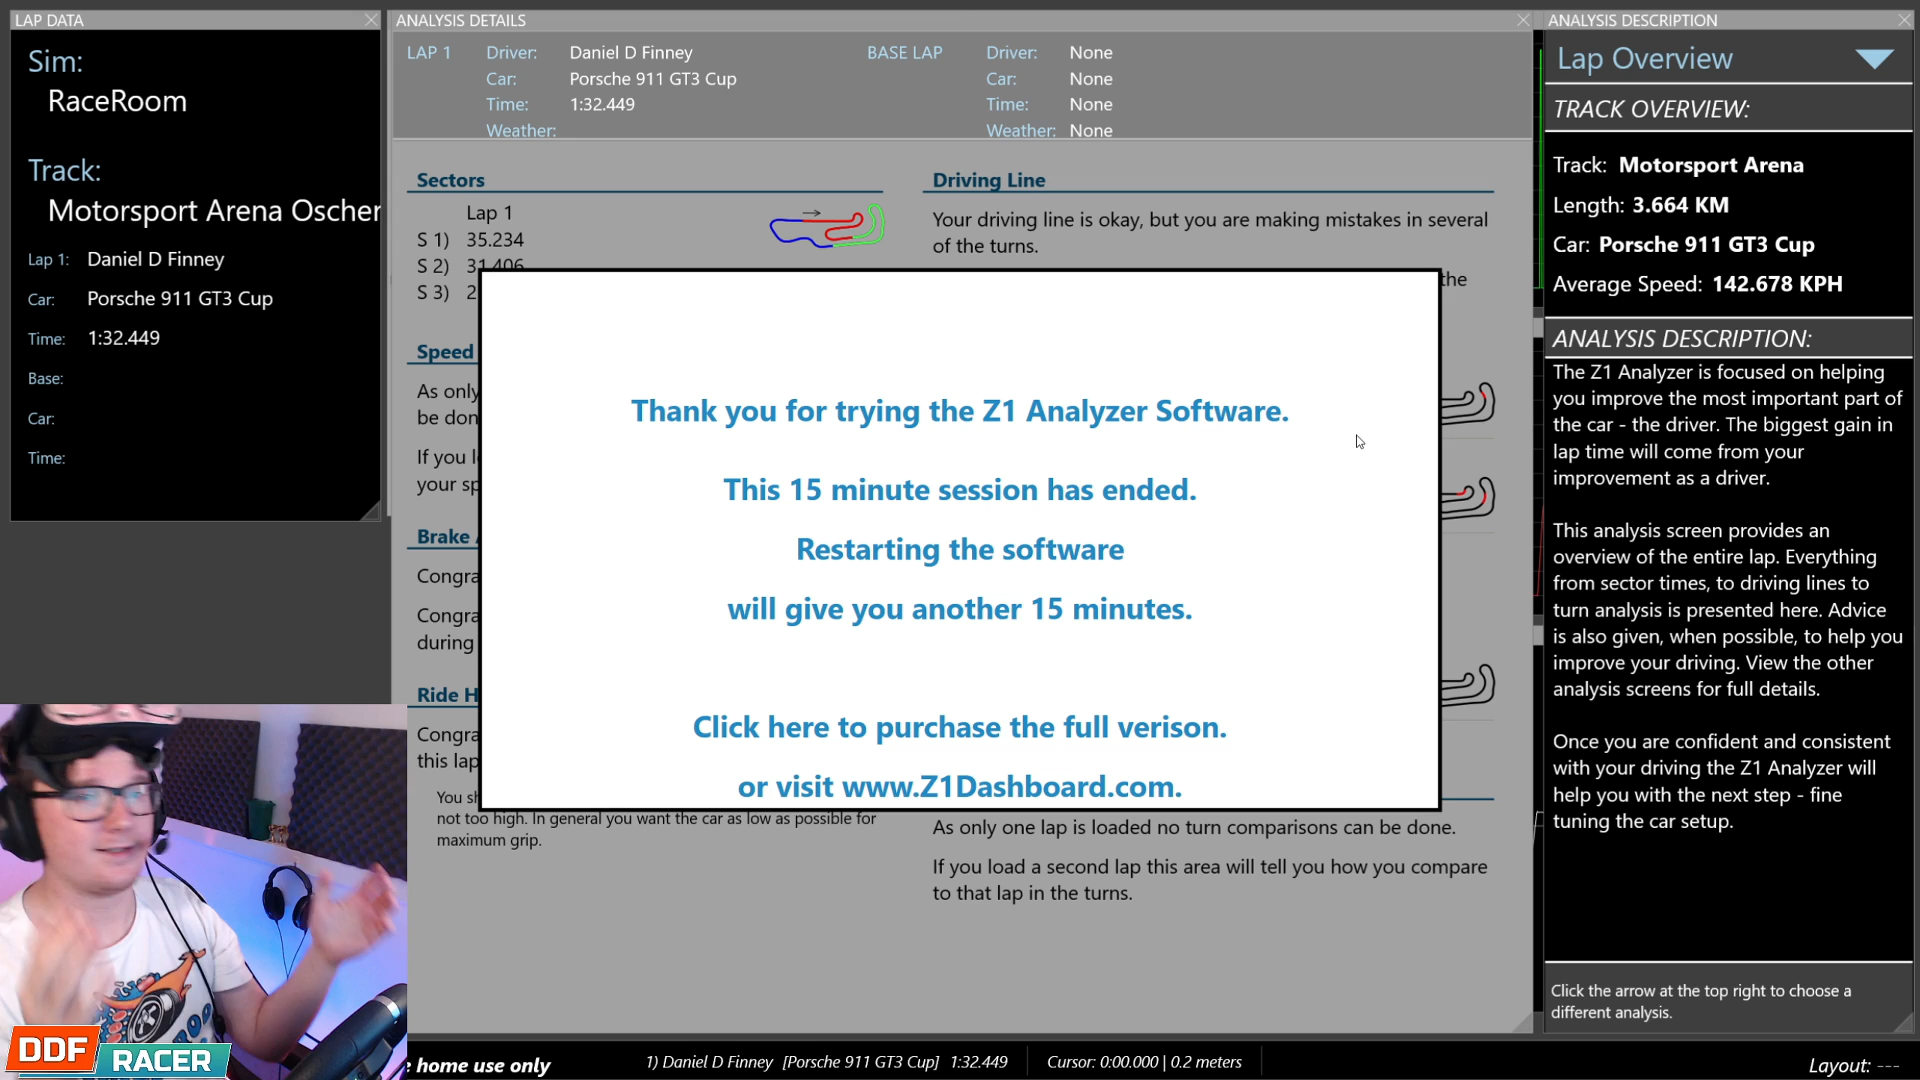 LAP DATA
Sim:
RaceRoom
Track:
Motorsport Arena Oscher
Lap 1: Daniel D Finney
Car: Porsche 911 GT3 Cup
Time: 1:32.449
Base:
Car:
Time:
ANALYSIS DETAILS
LAP 1 Driver: Daniel D Finney
Car: Porsche 911 GT3 Cup
Time: 1:32.449
Weather:
BASE LAP Driver: None
Car: None
Time: None
Weather: None
Sectors
Lap 1
S 1) 35.234
S 2) 31.406
S 3) 2
Speed
As only
be don
If you l
your sp
Brake
Congra
Congra
during
Ride H
Congra
this lap
You sh
not too high. In general you want the car as low as possible for
maximum grip.
Driving Line
Your driving line is okay, but you are making mistakes in several
of the turns.
the
Thank you for trying the Z1 Analyzer Software.
This 15 minute session has ended.
Restarting the software
will give you another 15 minutes.
Click here to purchase the full verison.
or visit www.Z1Dashboard.com.
As only one lap is loaded no turn comparisons can be done.
If you load a second lap this area will tell you how you compare
to that lap in the turns.
ANALYSIS DESCRIPTION
Lap Overview
TRACK OVERVIEW:
Track: Motorsport Arena
Length: 3.664 KM
Car: Porsche 911 GT3 Cup
Average Speed: 142.678 KPH
ANALYSIS DESCRIPTION:
The Z1 Analyzer is focused on helping
you improve the most important part of
the car - the driver. The biggest gain in
lap time will come from your
improvement as a driver.
This analysis screen provides an
overview of the entire lap. Everything
from sector times, to driving lines to
turn analysis is presented here. Advice
is also given, when possible, to help you
improve your driving. View the other
analysis screens for full details.
Once you are confident and consistent
with your driving the Z1 Analyzer will
help you with the next step - fine
tuning the car setup.
Click the arrow at the top right to choose a
different analysis.
DDF
RACER
e home use only
1) Daniel D Finney [Porsche 911 GT3 Cup] 1:32.449
Cursor: 0:00.000 | 0.2 meters
Layout: ---